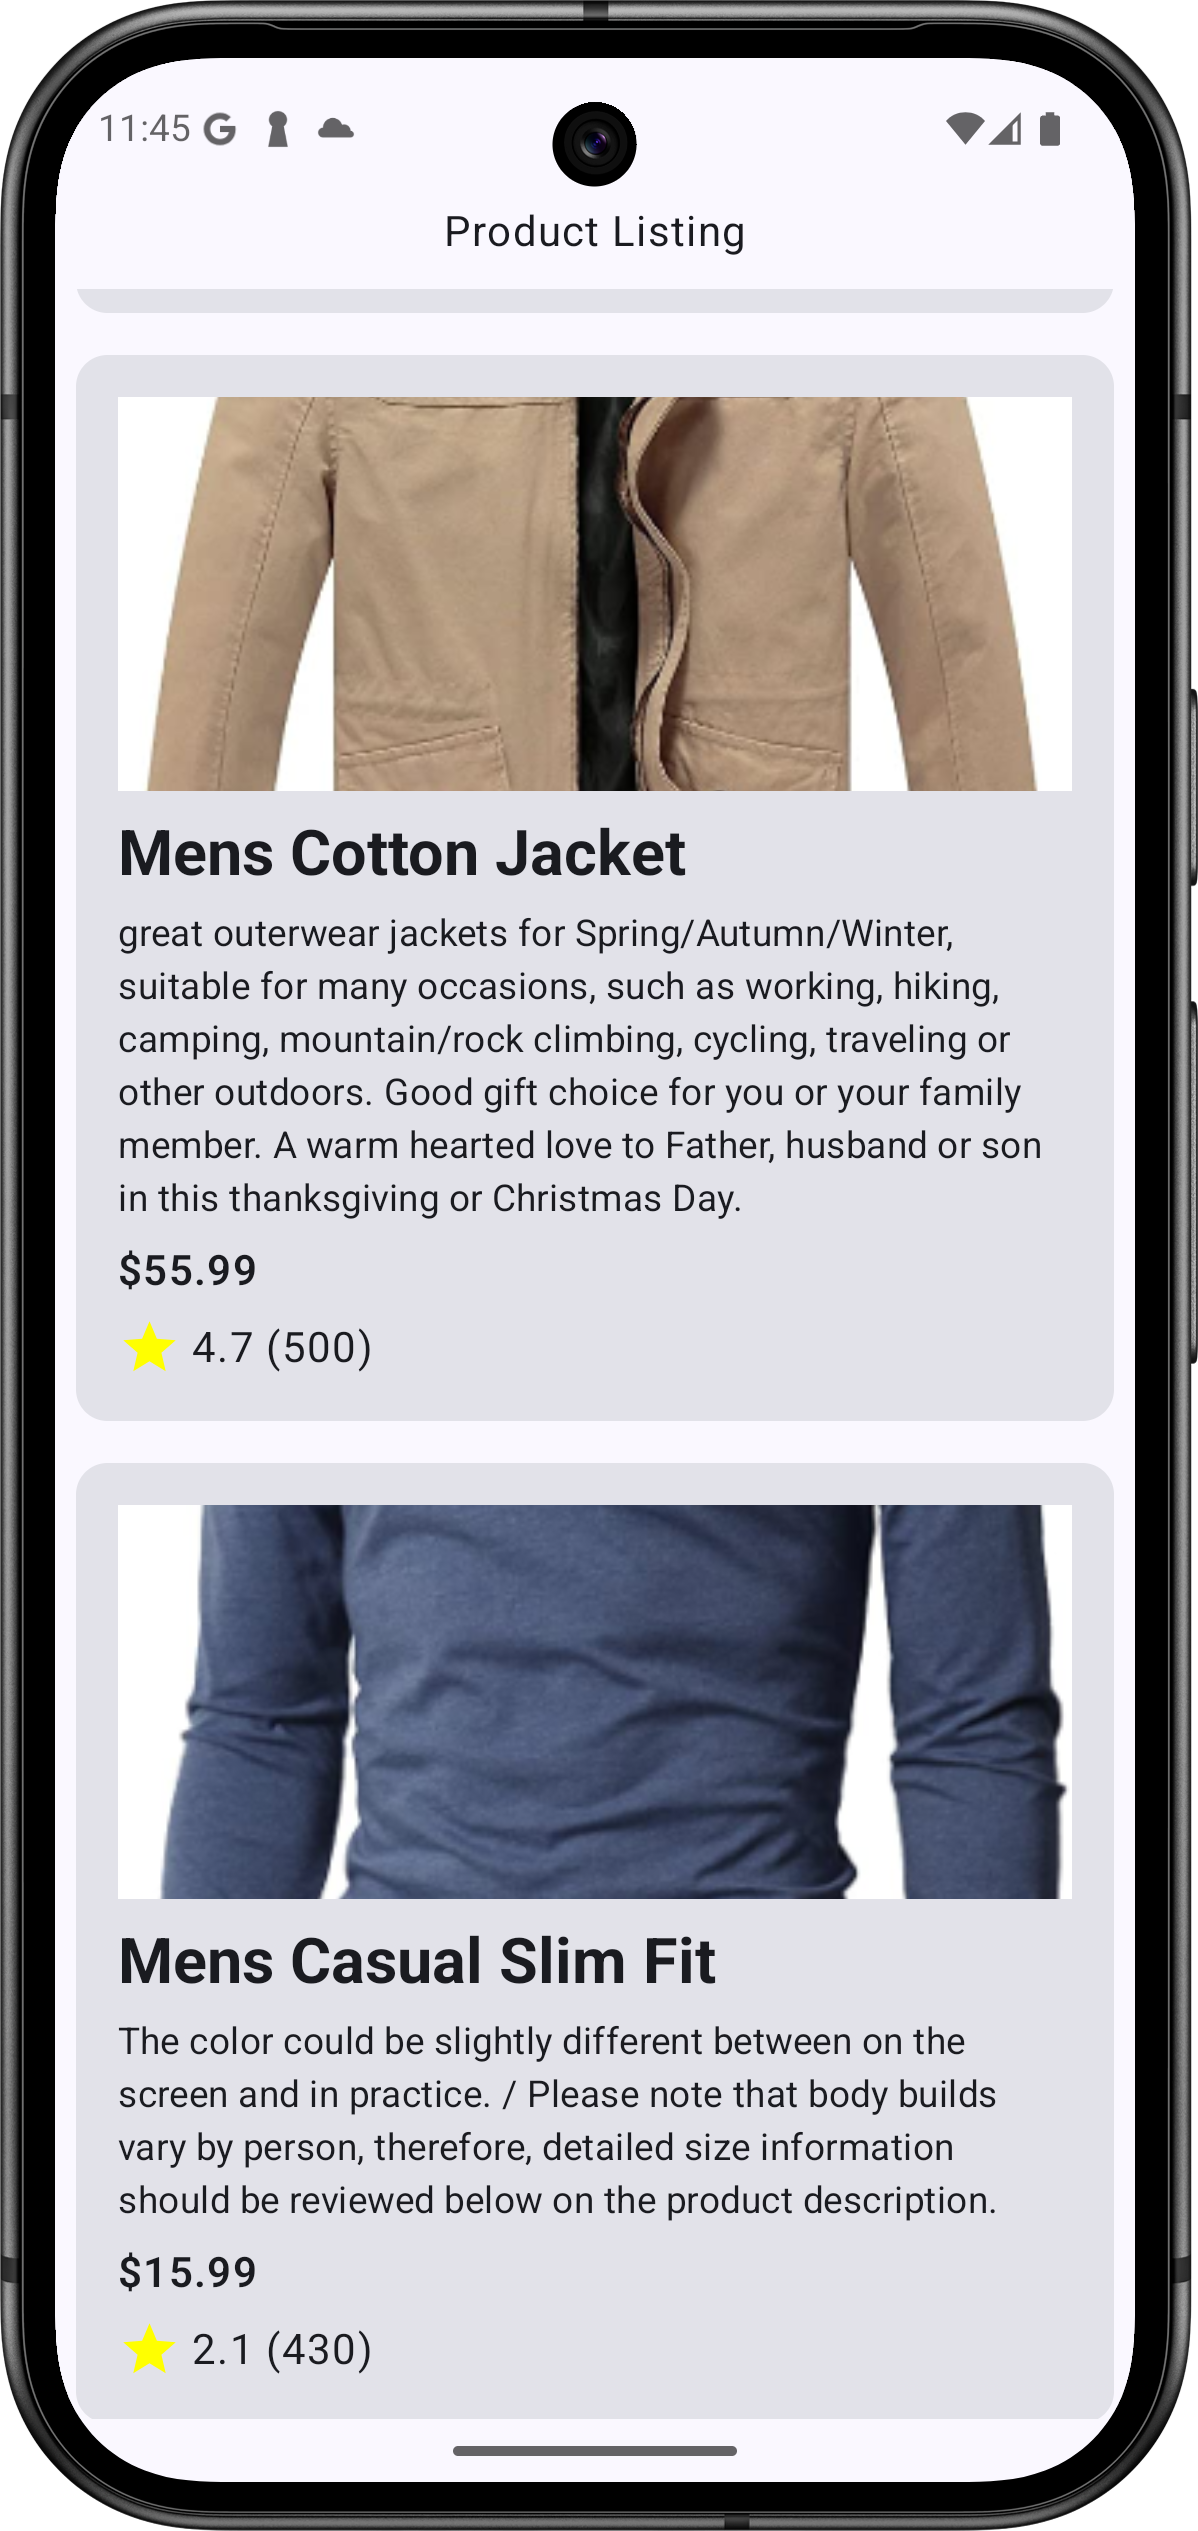 11:45
Product Listing
Mens Cotton Jacket
great outerwear jackets for Spring/Autumn/Winter,
suitable for many occasions, such as working, hiking,
camping, mountain/rock climbing, cycling, traveling or
other outdoors. Good gift choice for you or your family
member. A warm hearted love to Father, husband or son
in this thanksgiving or Christmas Day.
$55.99
4.7 (500)
Mens Casual Slim Fit
The color could be slightly different between on the
screen and in practice. / Please note that body builds
vary by person, therefore, detailed size information
should be reviewed below on the product description.
$15.99
2.1 (430)